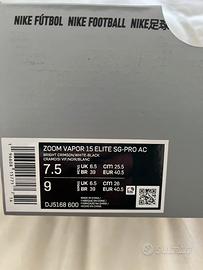 NIKE FÚTBOL NIKE FOOTBALL NIKE足球
ZOOM VAPOR 15 ELITE SG-PRO AC
BRIGHT CRIMSON/WHITE-BLACK
CRAMOISI VIF/NOIR/BLANC
7.5 UK 6.5 CM 25.5
BR 39 EUR 40.5
9 UK 6.5 CM 26
BR 39 EUR 40.5
DJ5168 600
subito